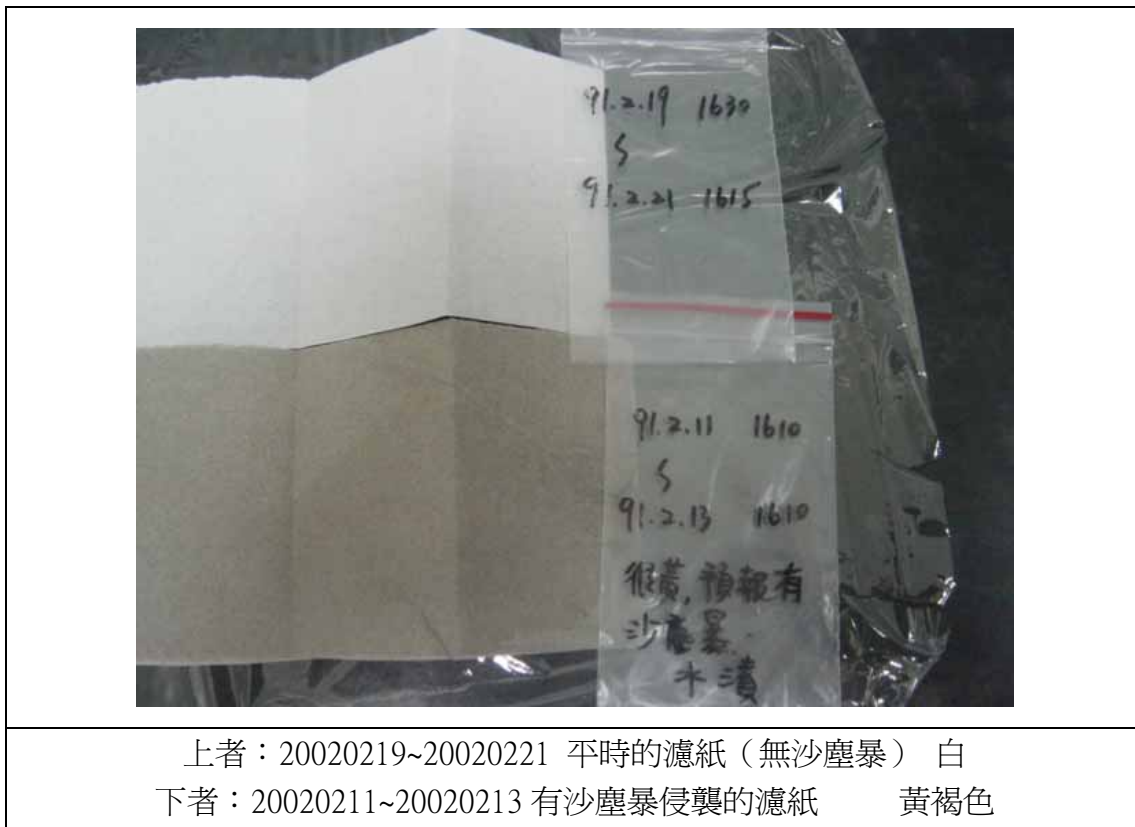 91.2.19 1630
〜
91.2.21 1615
91.2.11 1610
〜
91.2.13 1610
很黃,預報有
沙塵暴.
水漬
上者：20020219~20020221 平時的濾紙（無沙塵暴） 白
下者：20020211~20020213 有沙塵暴侵襲的濾紙 黃褐色